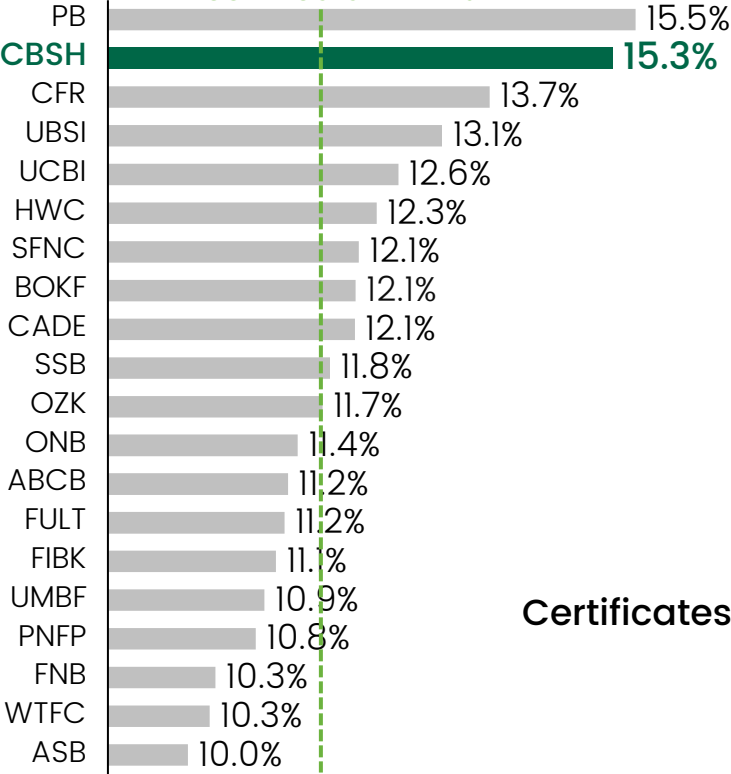 PB 15.5%
CBSH 15.3%
CFR 13.7%
UBSI 13.1%
UCBI 12.6%
HWC 12.3%
SFNC 12.1%
BOKF 12.1%
CADE 12.1%
SSB 11.8%
OZK 11.7%
ONB 11.4%
ABCB 11.2%
FULT 11.2%
FIBK 11.1%
UMBF 10.9%
Certificates
PNFP 10.8%
FNB 10.3%
WTFC 10.3%
ASB 10.0%